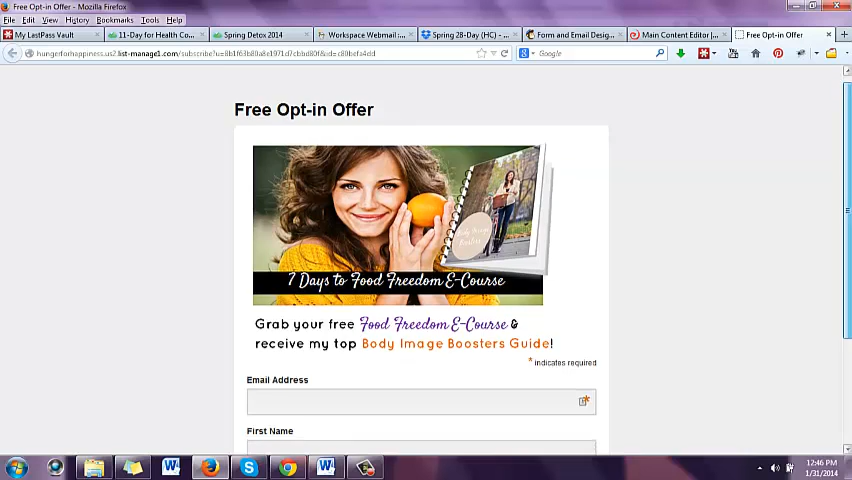 Free Opt-in Offer - Mozilla Firefox
File Edit View History Bookmarks Tools Help
My LastPass Vault
11-Day for Health Co...
Spring Detox 2014
Workspace Webmail :...
Spring 28-Day (HC) -...
Form and Email Desig...
Main Content Editor |...
Free Opt-in Offer
Google
Free Opt-in Offer
Body Image
Boosters
7 Days to Food Freedom E-Course
Grab your free Food Freedom E-Course &
receive my top Body Image Boosters Guide!
* indicates required
Email Address
First Name
12:46 PM
1/31/2014